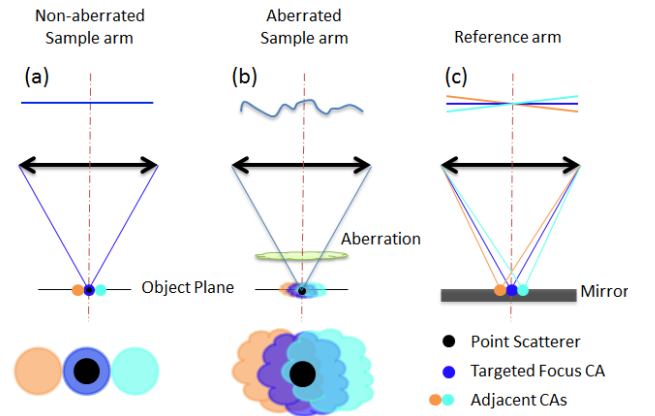 Non-aberrated
Sample arm
Aberrated
Sample arm
Reference arm
(a)
(b)
(c)
Aberration
Object Plane
Mirror
Point Scatterer
Targeted Focus CA
Adjacent CAs